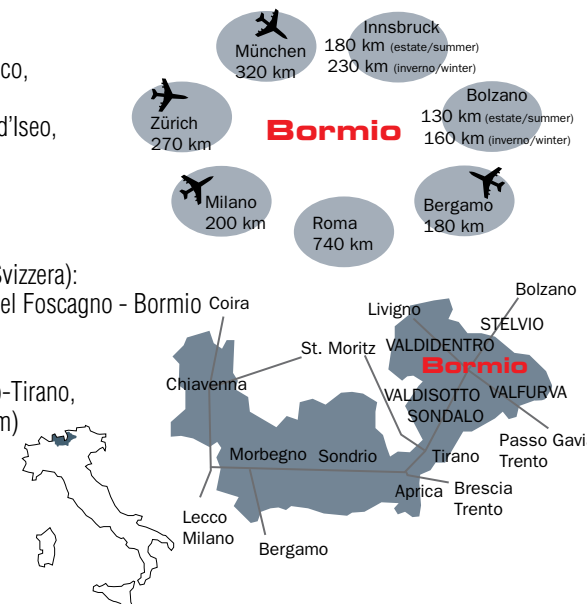 co,
d'Iseo,
Svizzera):
el Foscagno - Bormio
o-Tirano,
m)
München
320 km
Innsbruck
180 km (estate/summer)
230 km (inverno/winter)
Zürich
270 km
Bormio
Bolzano
130 km (estate/summer)
160 km (inverno/winter)
Milano
200 km
Roma
740 km
Bergamo
180 km
Coira
Livigno
Bolzano
STELVIO
St. Moritz
VALDIDENTRO
Bormio
Chiavenna
VALDISOTTO
VALFURVA
SONDALO
Passo Gavi
Trento
Morbegno
Sondrio
Tirano
Aprica
Brescia
Trento
Lecco
Milano
Bergamo